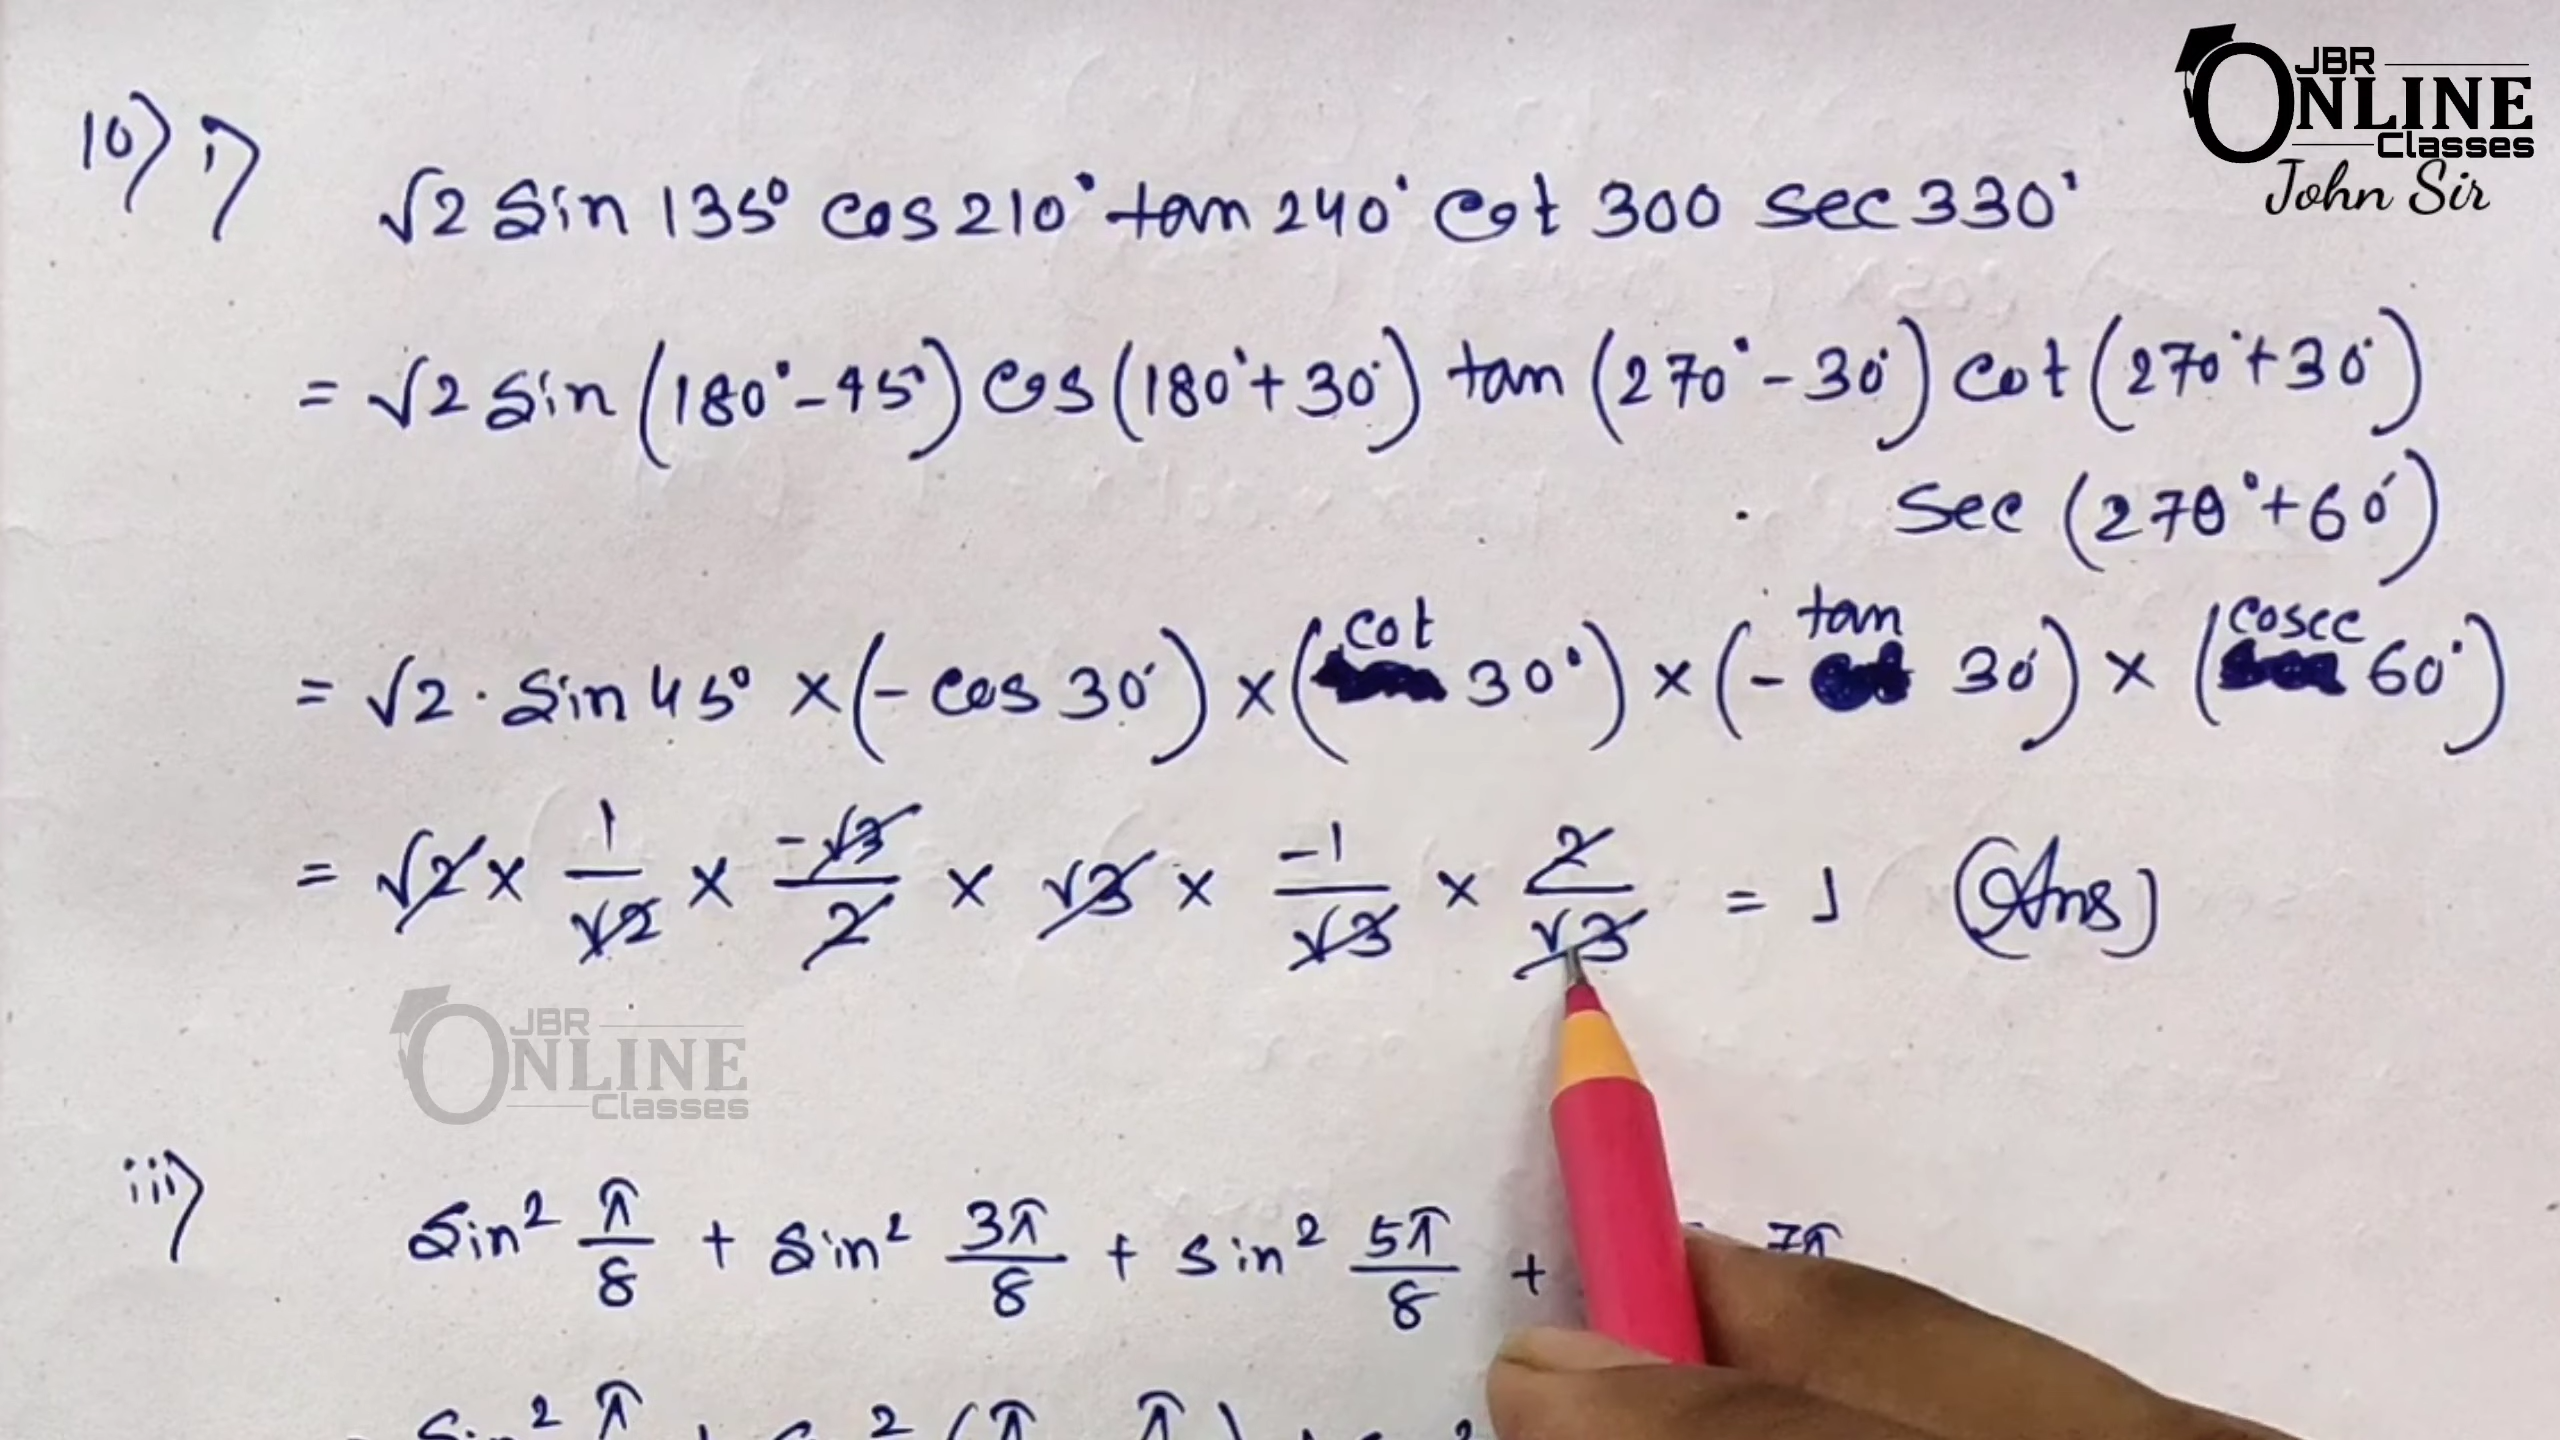 JBR
ONLINE
Classes
John Sir
10) i) √2 Sin 135° cos 210° tan 240° cot 300 sec 330°
= √2 Sin (180° - 45°) cos (180° + 30°) tan (270° - 30°) cot (270° + 30°)
sec (270° + 60°)
= √2 · Sin 45° × (- cos 30°) × (cot 30°) × (- tan 30°) × (cosec 60°)
= √2 × 1/√2 × -√3/2 × √3 × -1/√3 × 2/√3 = 1 (Ans)
JBR
ONLINE
Classes
iii) Sin² π/8 + Sin² 3π/8 + sin² 5π/8 + 7π
Sin² π